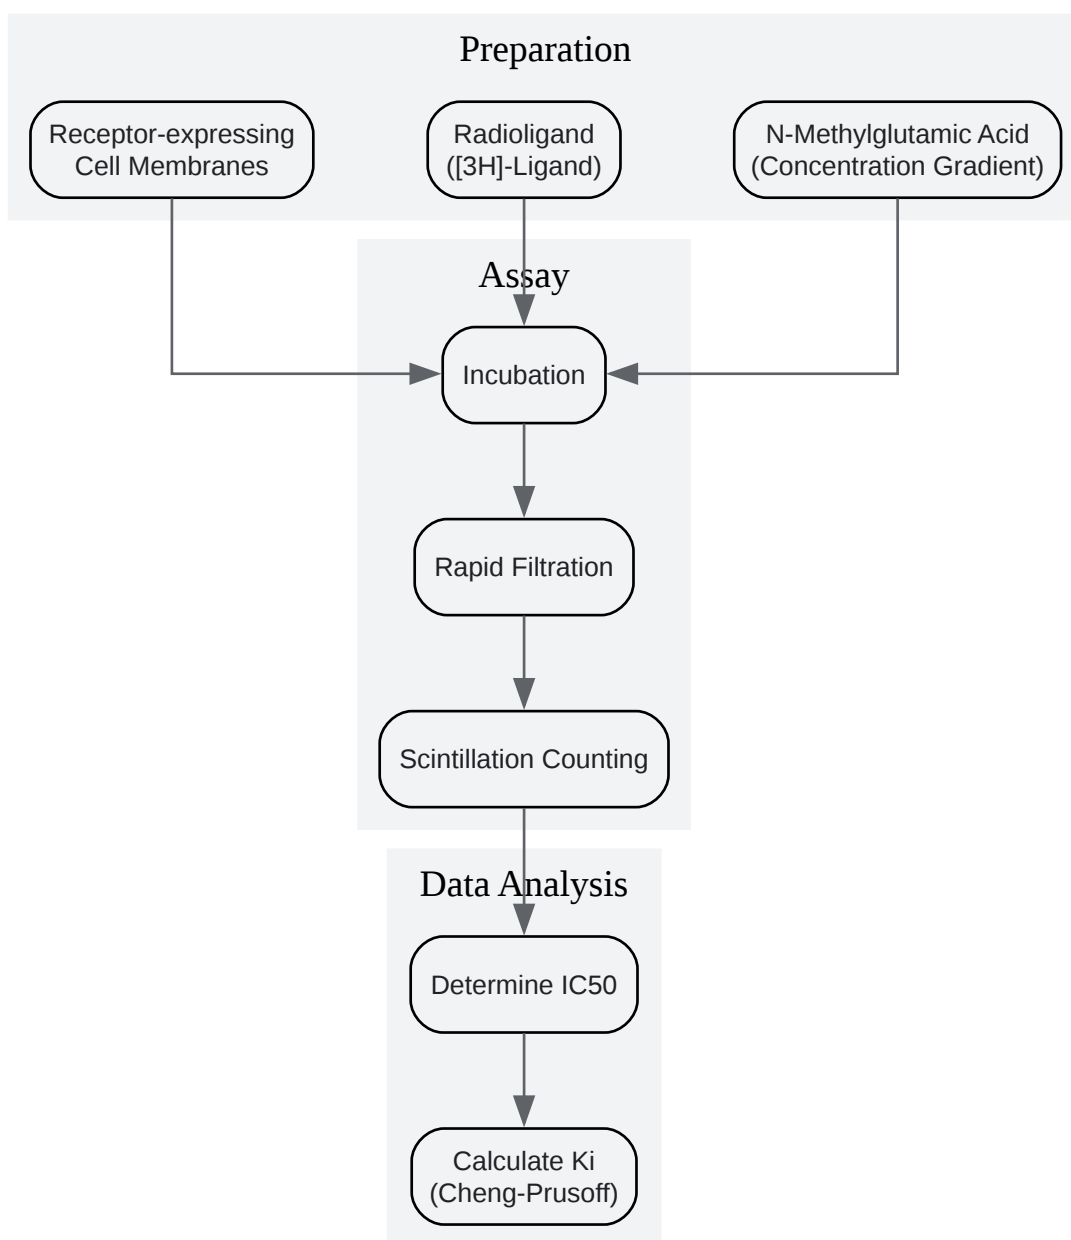 Preparation
Receptor-expressing
Cell Membranes
Radioligand
([3H]-Ligand)
N-Methylglutamic Acid
(Concentration Gradient)
Assay
Incubation
Rapid Filtration
Scintillation Counting
Data Analysis
Determine IC50
Calculate Ki
(Cheng-Prusoff)